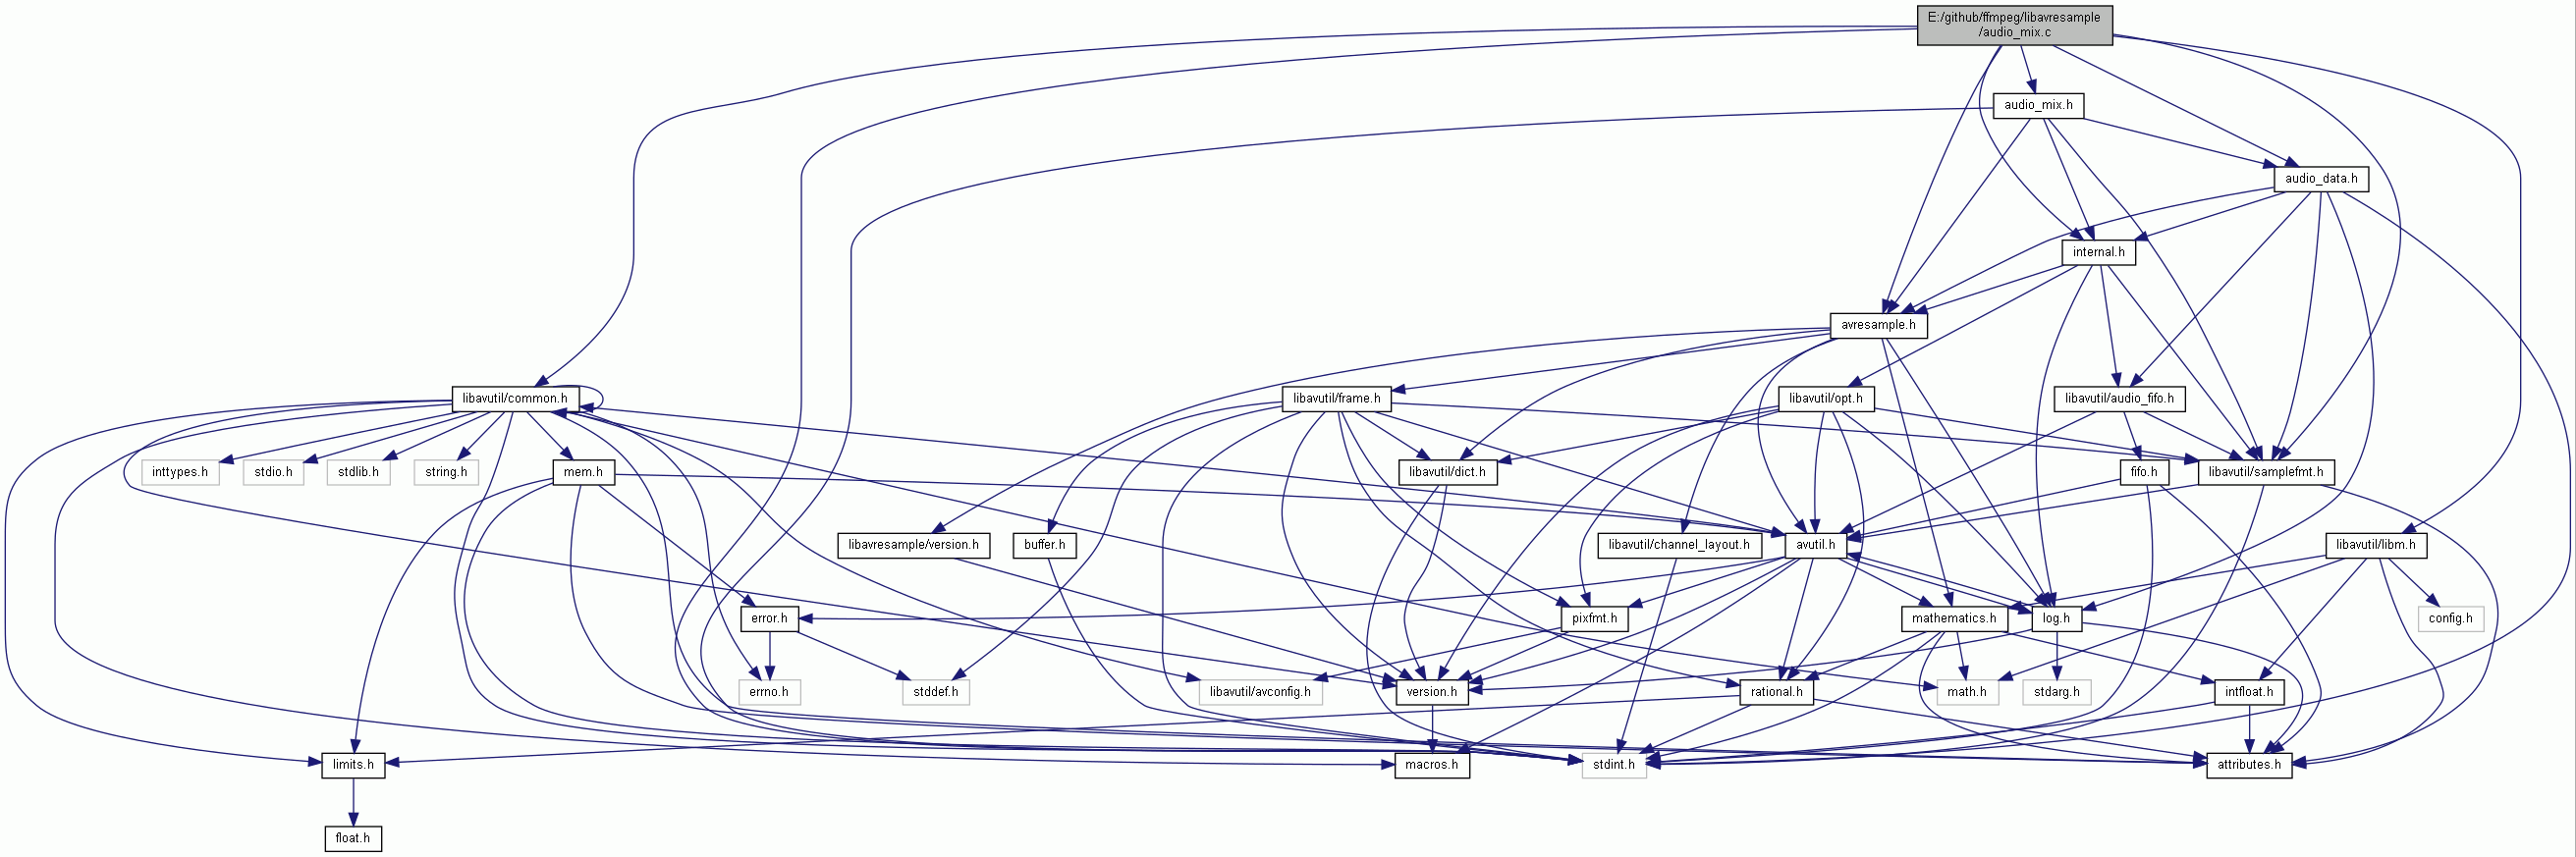 E:/github/ffmpeg/libavresample
/audio_mix.c
audio_mix.h
audio_data.h
internal.h
avresample.h
libavutil/common.h
libavutil/frame.h
libavutil/opt.h
libavutil/audio_fifo.h
inttypes.h
stdio.h
stdlib.h
string.h
mem.h
libavutil/dict.h
fifo.h
libavutil/samplefmt.h
libavresample/version.h
buffer.h
libavutil/channel_layout.h
avutil.h
libavutil/libm.h
error.h
pixfmt.h
mathematics.h
log.h
config.h
errno.h
stddef.h
libavutil/avconfig.h
version.h
rational.h
math.h
stdarg.h
intfloat.h
limits.h
macros.h
stdint.h
attributes.h
float.h